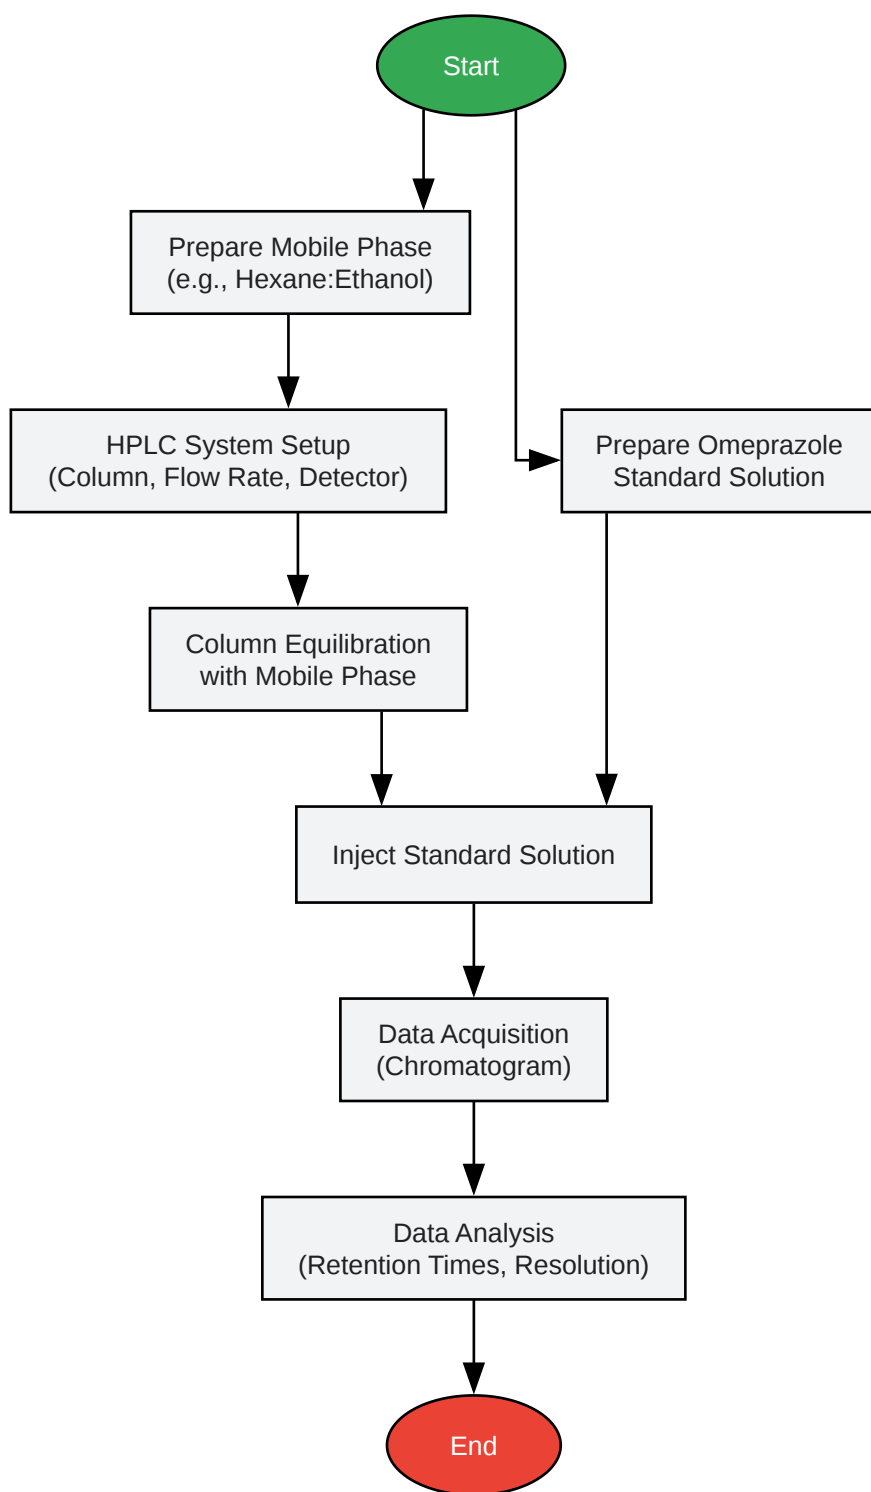 Start
Prepare Mobile Phase
(e.g., Hexane:Ethanol)
HPLC System Setup
(Column, Flow Rate, Detector)
Prepare Omeprazole
Standard Solution
Column Equilibration
with Mobile Phase
Inject Standard Solution
Data Acquisition
(Chromatogram)
Data Analysis
(Retention Times, Resolution)
End